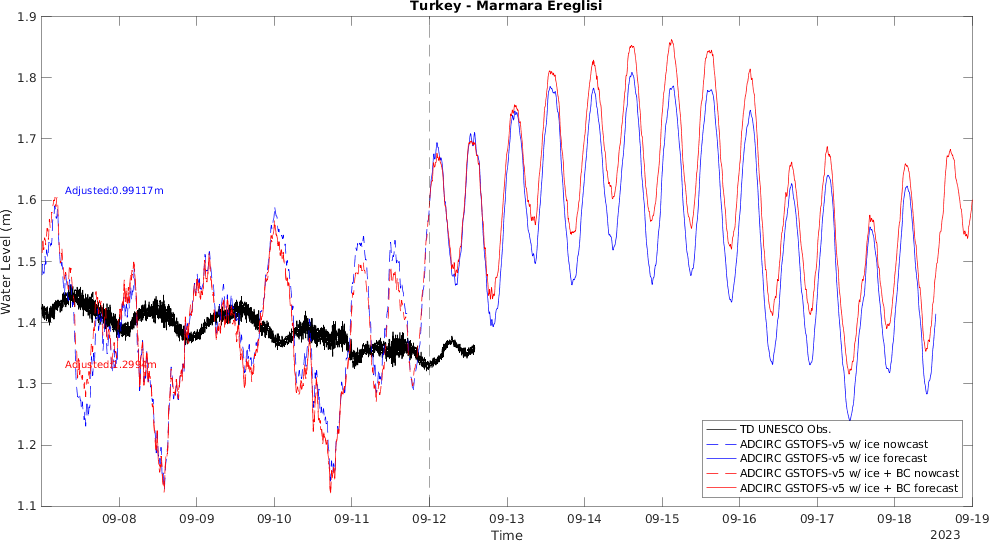 Turkey - Marmara Ereglisi
1.9
1.8
1.7
1.6
1.5
1.4
1.3
1.2
1.1
Water Level (m)
Adjusted:0.99117m
09-08
09-09
09-10
09-11
09-12
09-13
09-14
09-15
09-16
09-17
09-18
09-19
Time
2023
TD UNESCO Obs.
ADCIRC GSTOFS-v5 w/ ice nowcast
ADCIRC GSTOFS-v5 w/ ice forecast
ADCIRC GSTOFS-v5 w/ ice + BC nowcast
ADCIRC GSTOFS-v5 w/ ice + BC forecast